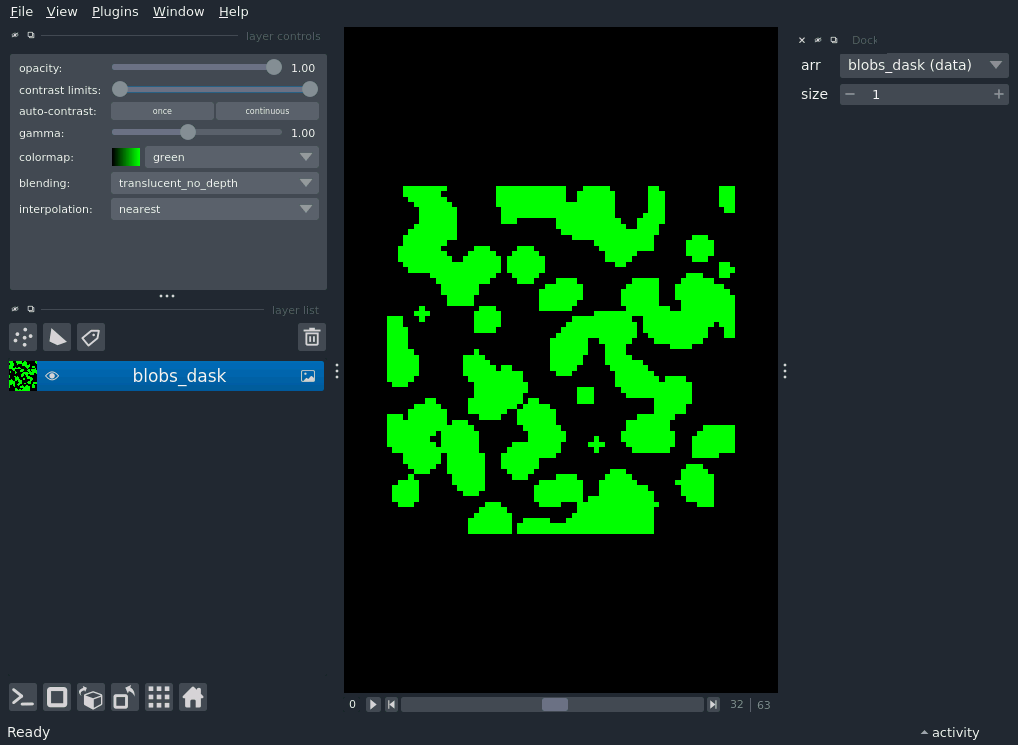 File View Plugins Window Help
layer controls
opacity: 1.00
contrast limits:
auto-contrast: once continuous
gamma: 1.00
colormap: green
blending: translucent_no_depth
interpolation: nearest
layer list
blobs_dask
0 32 63
Ready
activity
Dock
arr blobs_dask (data)
size 1